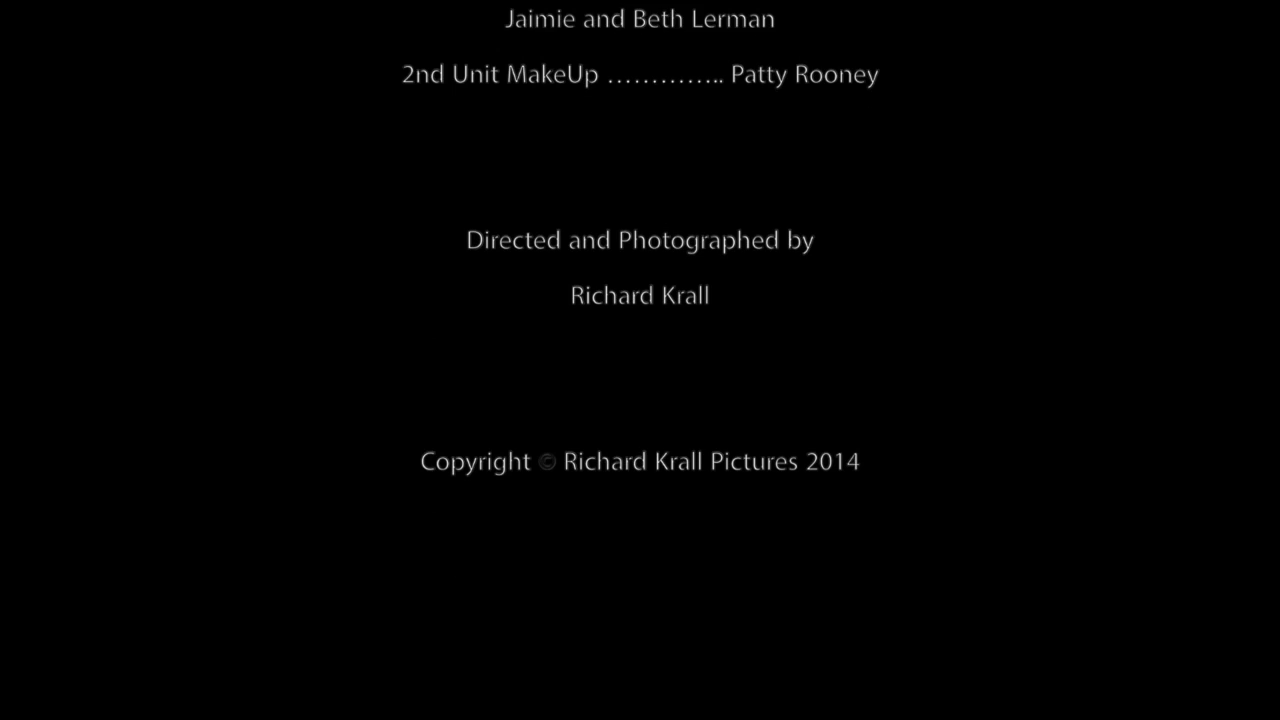 Jaimie and Beth Lerman
2nd Unit MakeUp ………….. Patty Rooney
Directed and Photographed by
Richard Krall
Copyright © Richard Krall Pictures 2014